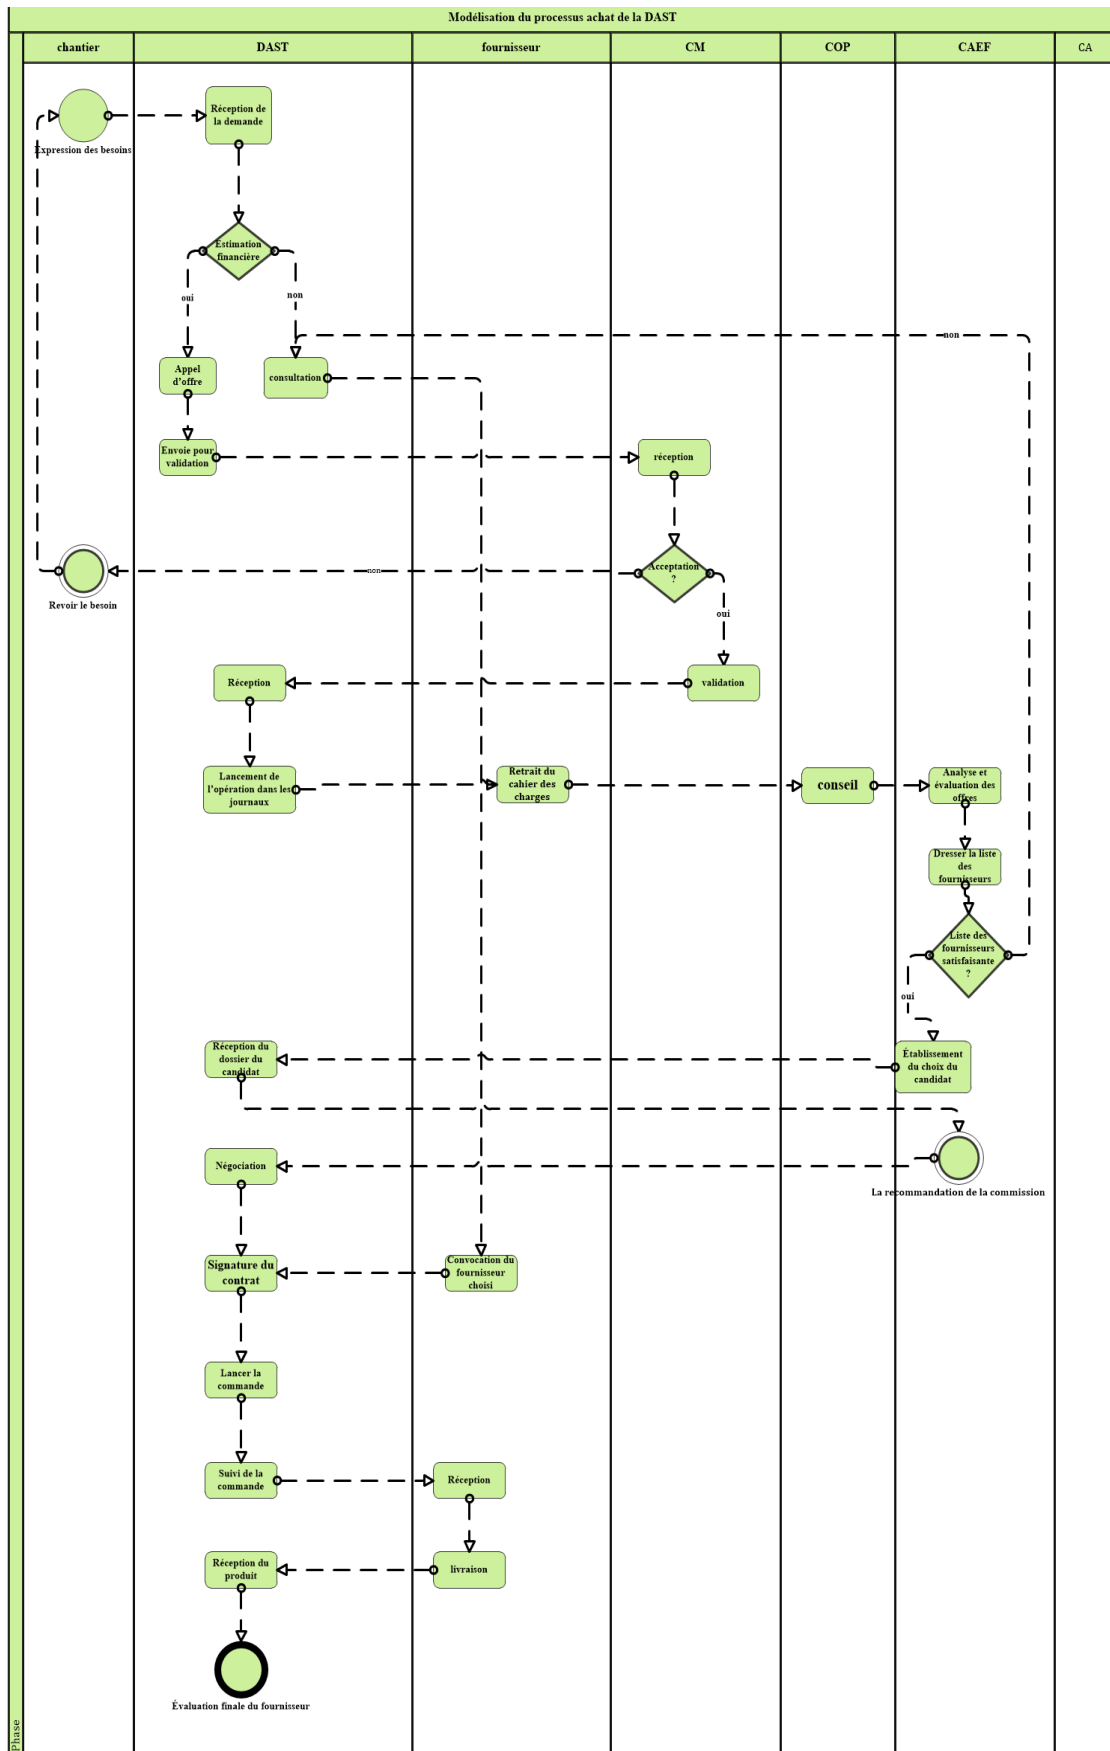 Modélisation du processus achat de la DAST
chantier
DAST
fournisseur
CM
COP
CAEF
CA
Phase
Expression des besoins
Réception de
la demande
Éstimation
financière
oui
non
non
Appel
d'offre
consultation
Envoie pour
validation
réception
Revoir le besoin
non
Acceptation
?
oui
Réception
validation
Lancement de
l'opération dans les
journaux
Retrait du
cahier des
charges
conseil
Analyse et
évaluation des
offres
Dresser la liste
des
fournisseurs
Liste des
fournisseurs
satisfaisante
?
oui
Réception du
dossier du
candidat
Établissement
du choix du
candidat
Négociation
La recommandation de la commission
Signature du
contrat
Convocation du
fournisseur
choisi
Lancer la
commande
Suivi de la
commande
Réception
Réception du
produit
livraison
Évaluation finale du fournisseur